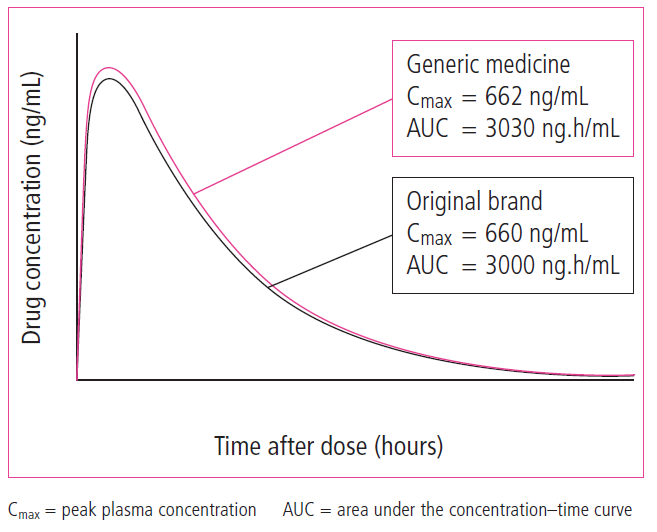 Drug concentration (ng/mL)
Generic medicine
Cmax = 662 ng/mL
AUC = 3030 ng.h/mL
Original brand
Cmax = 660 ng/mL
AUC = 3000 ng.h/mL
Time after dose (hours)
Cmax = peak plasma concentration AUC = area under the concentration–time curve